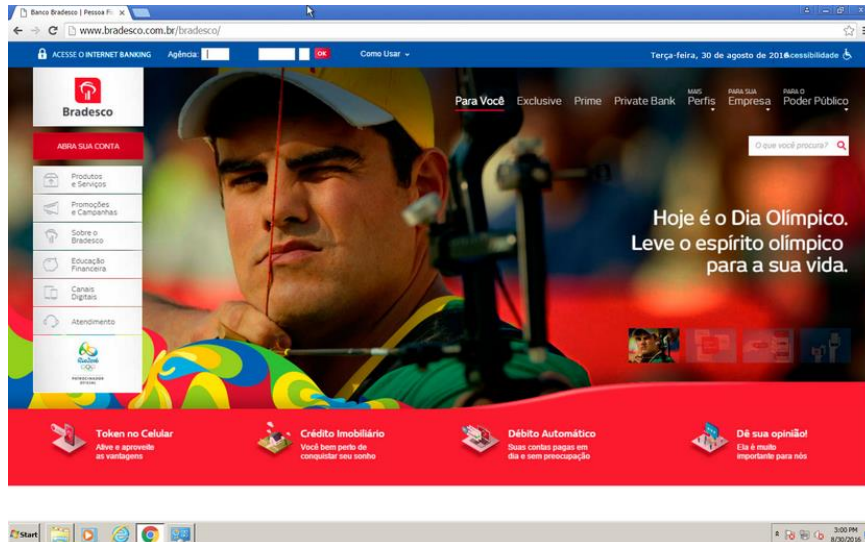 Banco Bradesco | Pessoa Fí
www.bradesco.com.br/bradesco/
ACESSE O INTERNET BANKING
Agência:
OK
Como Usar
Terça-feira, 30 de agosto de 2016
Acessibilidade
Bradesco
Para Você
Exclusive
Prime
Private Bank
MAIS
Perfis
PARA SUA
Empresa
PARA O
Poder Público
ABRA SUA CONTA
O que você procura?
Produtos
e Serviços
Promoções
e Campanhas
Sobre o
Bradesco
Educação
Financeira
Canais
Digitais
Atendimento
Hoje é o Dia Olímpico.
Leve o espírito olímpico
para a sua vida.
Token no Celular
Ative e aproveite
as vantagens
Crédito Imobiliário
Você bem perto de
conquistar seu sonho
Débito Automático
Suas contas pagas em
dia e sem preocupação
Dê sua opinião!
Ela é muito
importante para nós
Start
3:00 PM
8/30/2016